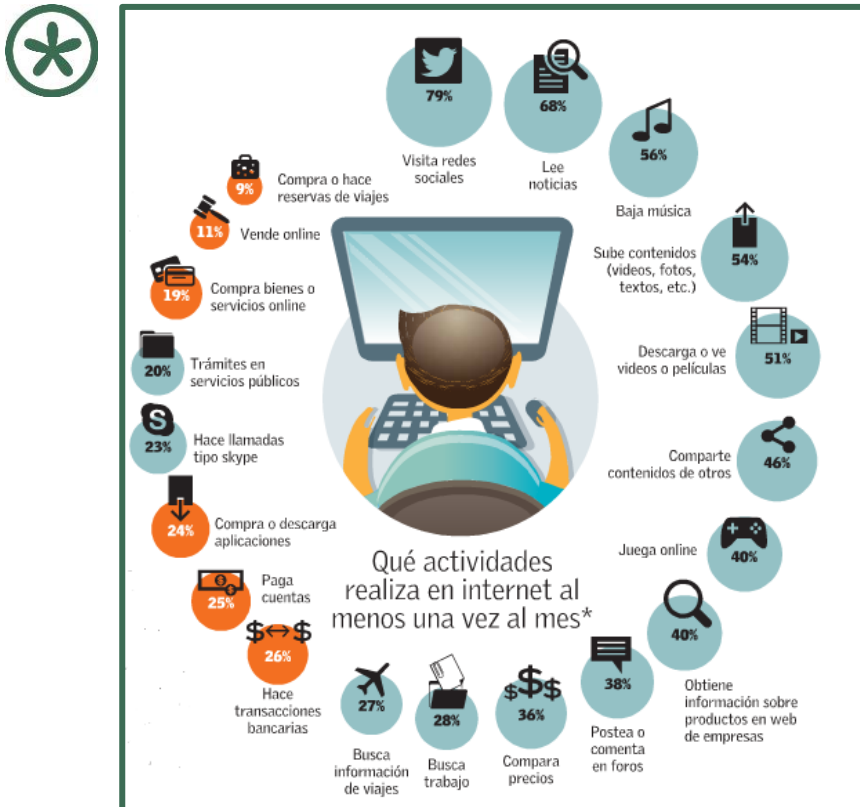 79%
Visita redes
sociales
68%
Lee
noticias
56%
Baja música
54%
Sube contenidos
(videos, fotos,
textos, etc.)
51%
Descarga o ve
videos o películas
46%
Comparte
contenidos de otros
40%
Juega online
40%
Obtiene
información sobre
productos en web
de empresas
38%
Postea o
comenta
en foros
$$$
36%
Compara
precios
28%
Busca
trabajo
27%
Busca
información
de viajes
$↔$
26%
Hace
transacciones
bancarias
25%
Paga
cuentas
24%
Compra o descarga
aplicaciones
S
23%
Hace llamadas
tipo skype
20%
Trámites en
servicios públicos
19%
Compra bienes o
servicios online
11%
Vende online
9%
Compra o hace
reservas de viajes
Qué actividades
realiza en internet al
menos una vez al mes*